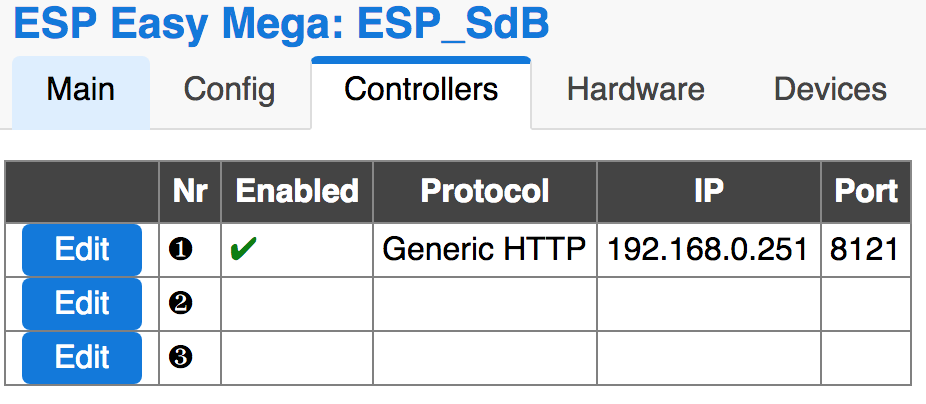 ESP Easy Mega: ESP_SdB
Main Config Controllers Hardware Devices
Nr Enabled Protocol IP Port
Edit ❶ ✔ Generic HTTP 192.168.0.251 8121
Edit ❷
Edit ❸